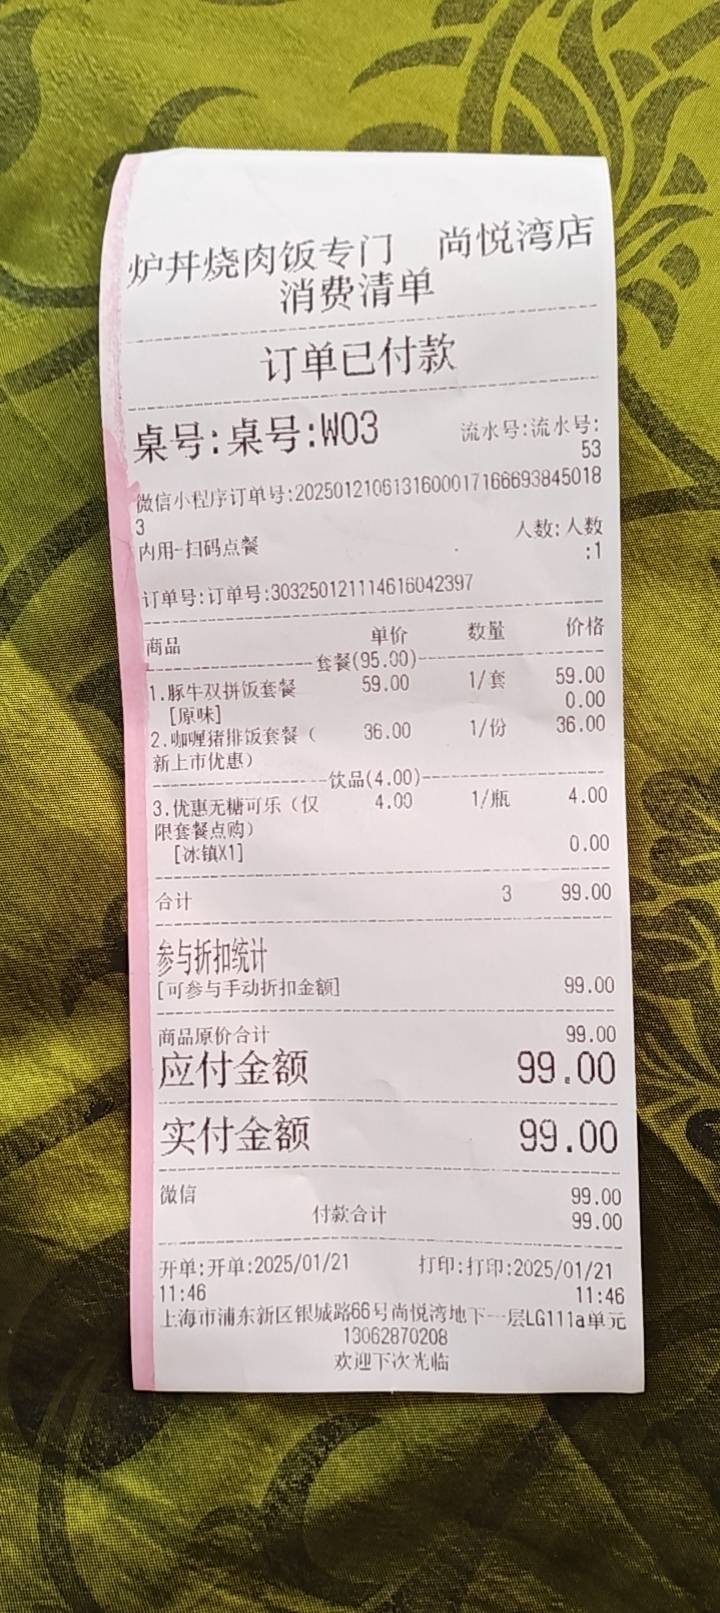 炉丼烧肉饭专门 尚悦湾店
消费清单
订单已付款
桌号:桌号:W03 流水号:流水号:
53
微信小程序订单号:20250121061316000171666938450 18
3
内用-扫码点餐 人数:人数
:1
订单号:订单号:303250121114616042397
商品 单价 数量 价格
套餐(95.00)
1.豚牛双拼饭套餐 59.00 1/套 59.00
[原味] 0.00
2.咖喱猪排饭套餐（ 36.00 1/份 36.00
新上市优惠）
饮品(4.00)
3.优惠无糖可乐（仅 4.00 1/瓶 4.00
限套餐点购）
[冰镇X1] 0.00
合计 3 99.00
参与折扣统计
[可参与手动折扣金额] 99.00
商品原价合计 99.00
应付金额 99.00
实付金额 99.00
微信 99.00
付款合计 99.00
开单:开单:2025/01/21 打印:打印:2025/01/21
11:46 11:46
上海市浦东新区银城路66号尚悦湾地下一层LG111a单元
13062870208
欢迎下次光临